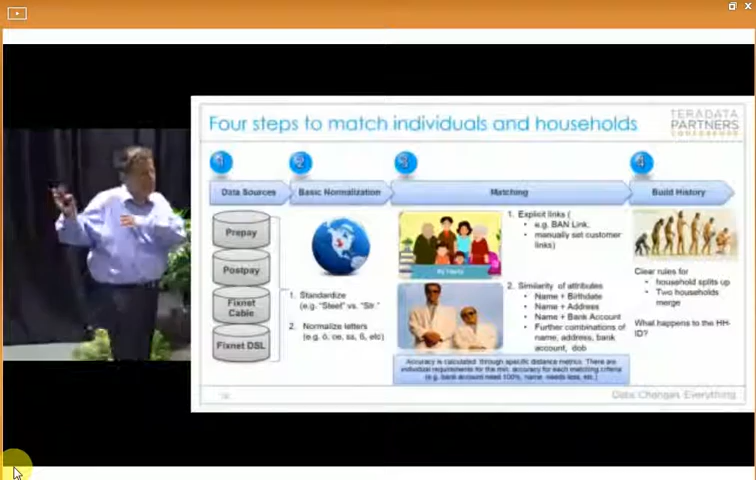 Four steps to match individuals and households
TERADATA
PARTNERS
CONFERENCE
1
2
3
4
Data Sources
Basic Normalization
Matching
Build History
Prepay
Postpay
Fixnet
Cable
Fixnet DSL
1. Standardize
(e.g. "Steet" vs. "Str."
2. Normalize letters
(e.g. ö, oe, ss, ß, etc)
My Family
1. Explicit links (
• e.g. BAN Link,
• manually set customer
links)
2. Similarity of attributes
• Name + Birthdate
• Name + Address
• Name + Bank Account
• Further combinations of
name, address, bank
account, dob
Accuracy is calculated through specific distance metrics. There are
individual requirements for the min. accuracy for each matching criteria
(e.g. bank account need 100%, name needs less, etc.)
Clear rules for
• household splits up
• Two households
merge
What happens to the HH-
ID?
Data Changes Everything